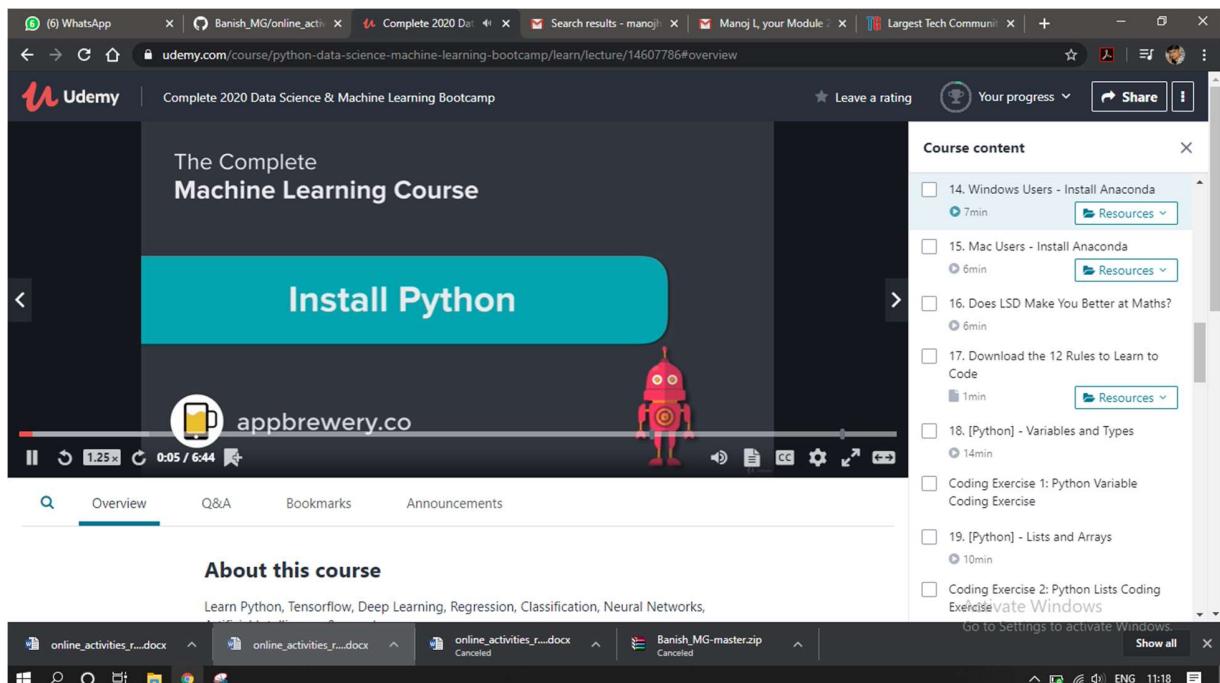 (6) WhatsApp
Banish_MG/online_activ
Complete 2020 Dat
Search results - manojh
Manoj L, your Module 2
Largest Tech Communit
udemy.com/course/python-data-science-machine-learning-bootcamp/learn/lecture/14607786#overview
Udemy
Complete 2020 Data Science & Machine Learning Bootcamp
Leave a rating
Your progress
Share
The Complete
Machine Learning Course
Install Python
appbrewery.co
1.25x
0:05 / 6:44
CC
Course content
14. Windows Users - Install Anaconda
7min
Resources
15. Mac Users - Install Anaconda
6min
Resources
16. Does LSD Make You Better at Maths?
6min
17. Download the 12 Rules to Learn to
Code
1min
Resources
18. [Python] - Variables and Types
14min
Coding Exercise 1: Python Variable
Coding Exercise
19. [Python] - Lists and Arrays
10min
Coding Exercise 2: Python Lists Coding
Exercise
Overview
Q&A
Bookmarks
Announcements
About this course
Learn Python, Tensorflow, Deep Learning, Regression, Classification, Neural Networks,
Activate Windows
Go to Settings to activate Windows.
online_activities_r....docx
online_activities_r....docx
online_activities_r....docx
Canceled
Banish_MG-master.zip
Canceled
Show all
ENG
11:18